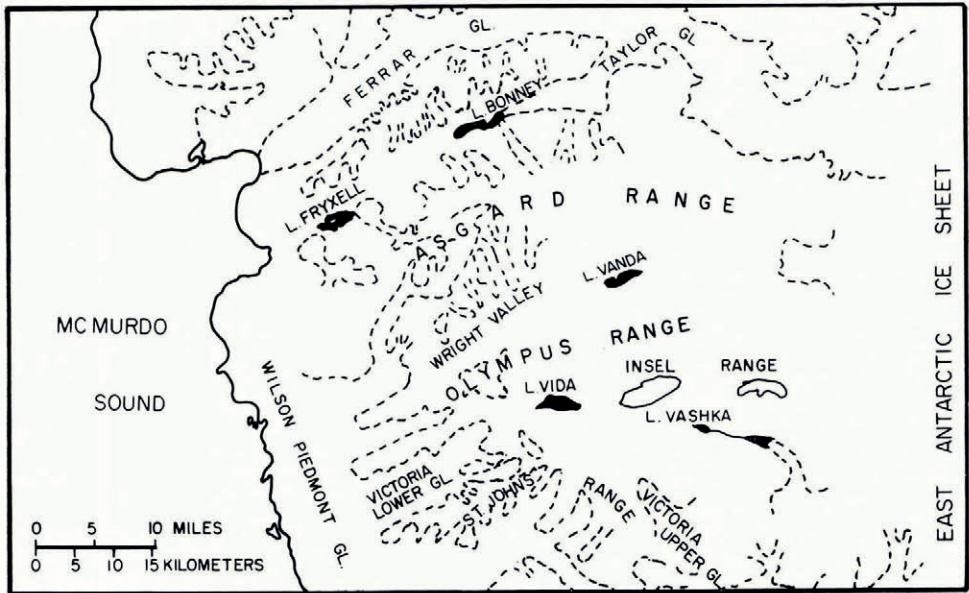 FERRAR GL.
TAYLOR GL
L. BONNEY
L. FRYXELL
ASGARD RANGE
L. VANDA
WRIGHT VALLEY
OLYMPUS RANGE
MC MURDO
SOUND
WILSON PIEDMONT GL.
L. VIDA
INSEL RANGE
L. VASHKA
VICTORIA
LOWER GL.
ST. JOHNS RANGE
VICTORIA
UPPER GL.
EAST ANTARCTIC ICE SHEET
0 5 10 MILES
0 5 10 15 KILOMETERS